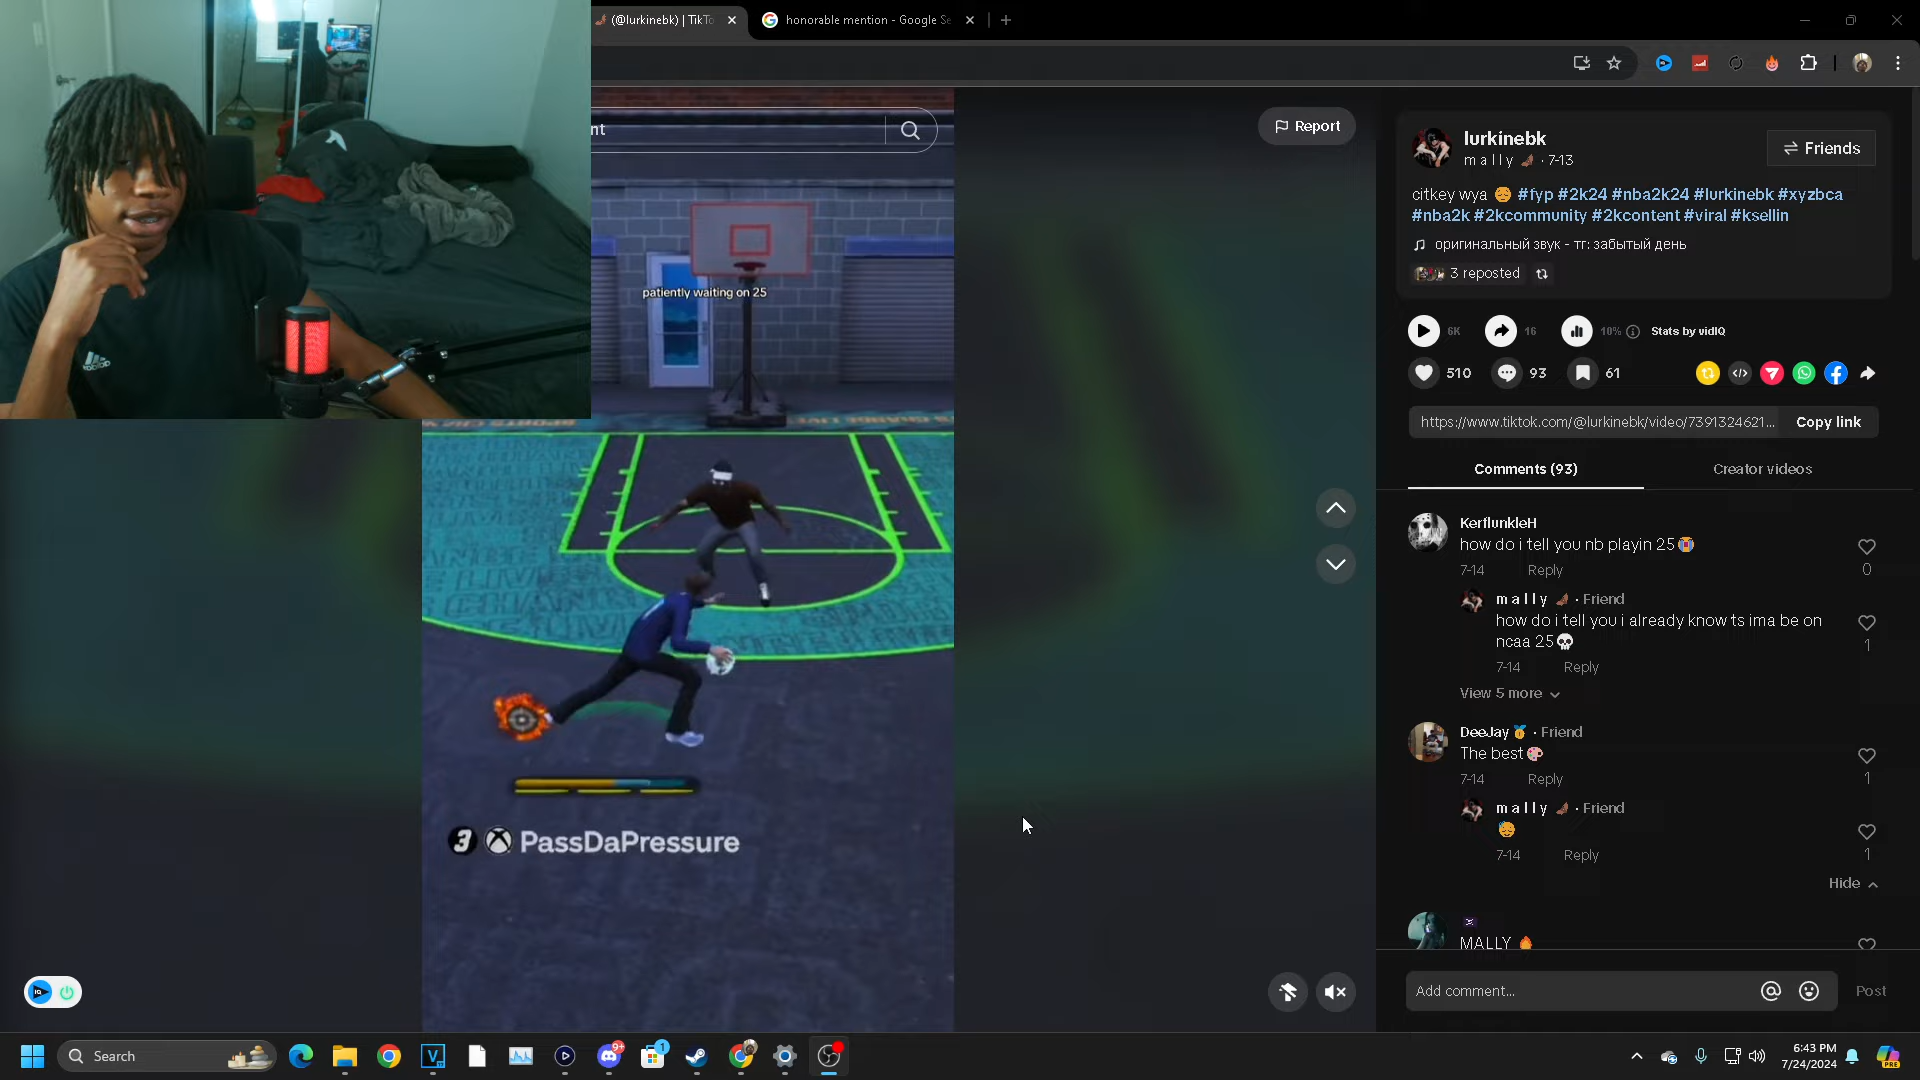 (@lurkinebk) | TikTo
honorable mention - Google Se
nt
Report
patiently waiting on 25
3 PassDaPressure
lurkinebk
m a l l y · 7-13
Friends
citkey wya #fyp #2k24 #nba2k24 #lurkinebk #xyzbca
#nba2k #2kcommunity #2kcontent #viral #ksellin
оригинальный звук - тг: забытый день
3 reposted
6K
16
10%
Stats by vidIQ
510
93
61
https://www.tiktok.com/@lurkinebk/video/7391324621...
Copy link
Comments (93)
Creator videos
KerflunkleH
how do i tell you nb playin 25
7-14 Reply
0
m a l l y · Friend
how do i tell you i already know ts ima be on
ncaa 25
1
7-14 Reply
View 5 more
DeeJay · Friend
The best
1
7-14 Reply
m a l l y · Friend
1
7-14 Reply
Hide
MALLY
Add comment...
Post
adidas
Search
9+
1
6:43 PM
7/24/2024
PRE